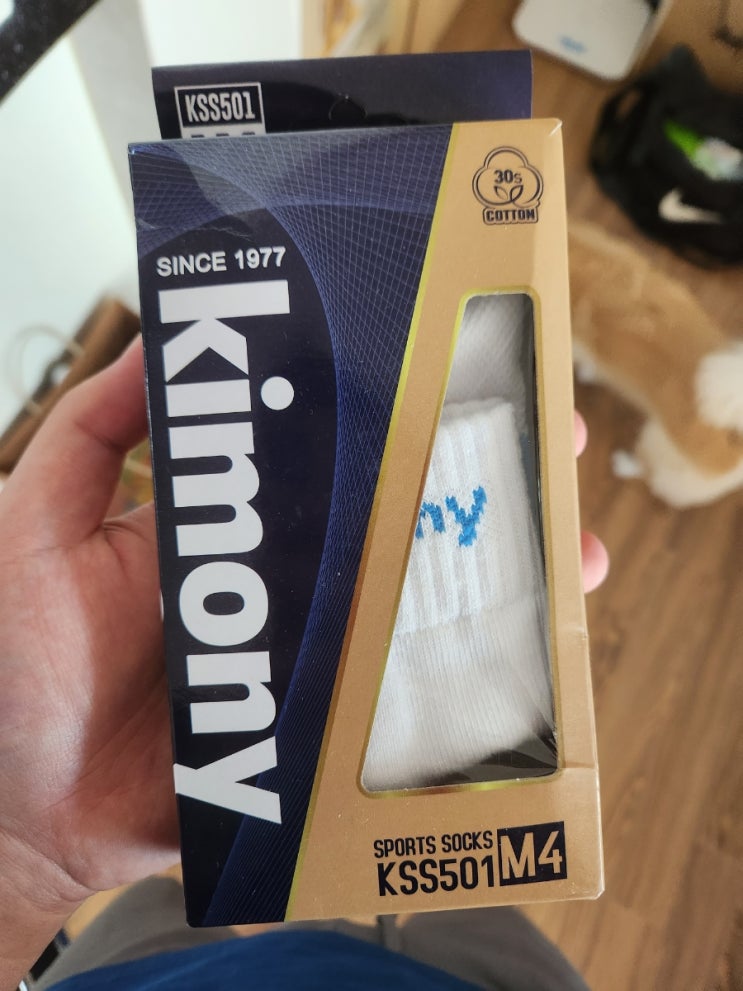 KSS501
30s
COTTON
SINCE 1977
kimony
ny
SPORTS SOCKS
KSS501 M4